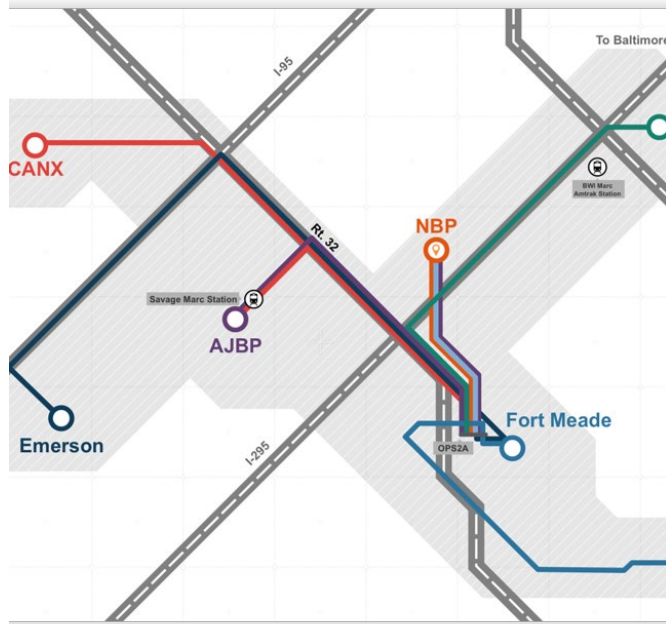 To Baltimore
I-95
CANX
BWI Marc
Amtrak Station
Rt. 32
NBP
Savage Marc Station
AJBP
Fort Meade
Emerson
OPS2A
I-295